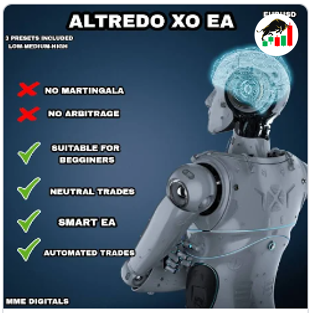 ALTREDO XO EA
EURUSD
3 PRESETS INCLUDED
LOW-MEDIUM-HIGH
NO MARTINGALA
NO ARBITRAGE
SUITABLE FOR
BEGGINERS
NEUTRAL TRADES
SMART EA
AUTOMATED TRADES
MME DIGITALS